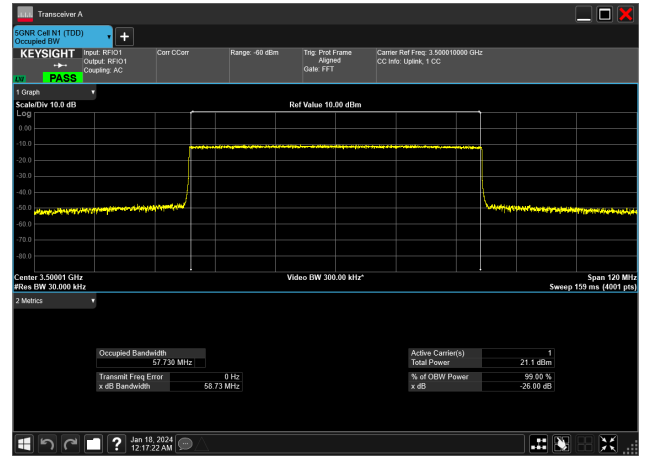 Transceiver A
5GNR Cell N1 (TDD)
Occupied BW
KEYSIGHT
LXI
PASS
Input: RFIO1
Output: RFIO1
Coupling: AC
Corr CCorr
Range: -60 dBm
Trig: Prot Frame
Aligned
Gate: FFT
Carrier Ref Freq: 3.500010000 GHz
CC Info: Uplink, 1 CC
1 Graph
Scale/Div 10.0 dB
Ref Value 10.00 dBm
Log
0.00
-10.0
-20.0
-30.0
-40.0
-50.0
-60.0
-70.0
-80.0
Center 3.50001 GHz
Video BW 300.00 kHz*
Span 120 MHz
#Res BW 30.000 kHz
Sweep 159 ms (4001 pts)
2 Metrics
Occupied Bandwidth
57.730 MHz
Transmit Freq Error 0 Hz
x dB Bandwidth 58.73 MHz
Active Carrier(s) 1
Total Power 21.1 dBm
% of OBW Power 99.00 %
x dB -26.00 dB
?
Jan 18, 2024
12:17:22 AM